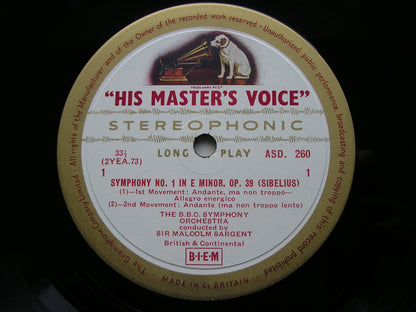 all rights of the Manufacturer and of the Owner of the recorded work reserved · Unauthorised public performance broadcasting and copying of this record prohibited
TRADE MARK
"HIS MASTER'S VOICE"
STEREOPHONIC
33⅓ LONG PLAY ASD. 260
(2YEA.73)
1 1
SYMPHONY NO. 1 IN E MINOR, OP. 39 (SIBELIUS)
(1)—1st Movement: Andante, ma non troppo—
Allegro energico
(2)—2nd Movement: Andante (ma non troppo lento)
THE B.B.C. SYMPHONY
ORCHESTRA
conducted by
SIR MALCOLM SARGENT
British & Continental
B·I·E·M
The Gramophone Company Limited
MADE IN Gt BRITAIN